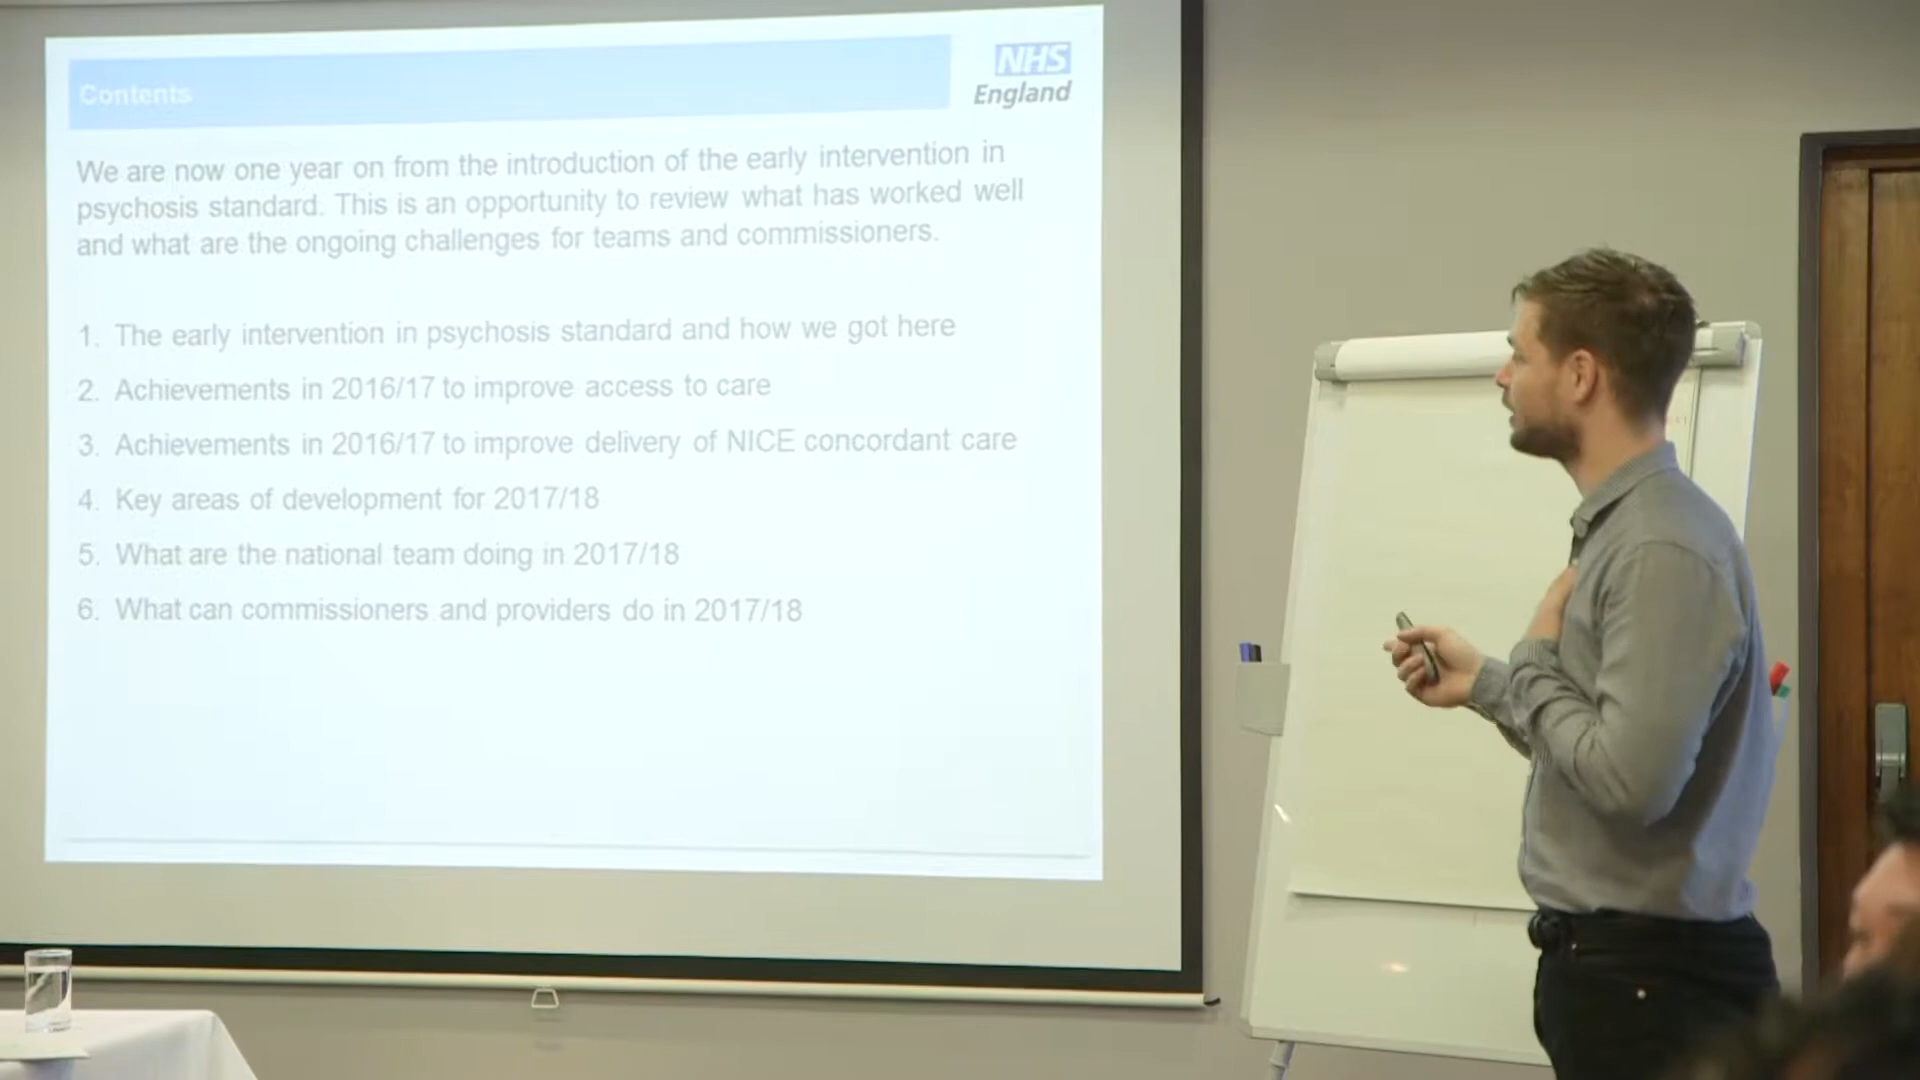 Contents
NHS
England
We are now one year on from the introduction of the early intervention in
psychosis standard. This is an opportunity to review what has worked well
and what are the ongoing challenges for teams and commissioners.
1. The early intervention in psychosis standard and how we got here
2. Achievements in 2016/17 to improve access to care
3. Achievements in 2016/17 to improve delivery of NICE concordant care
4. Key areas of development for 2017/18
5. What are the national team doing in 2017/18
6. What can commissioners and providers do in 2017/18